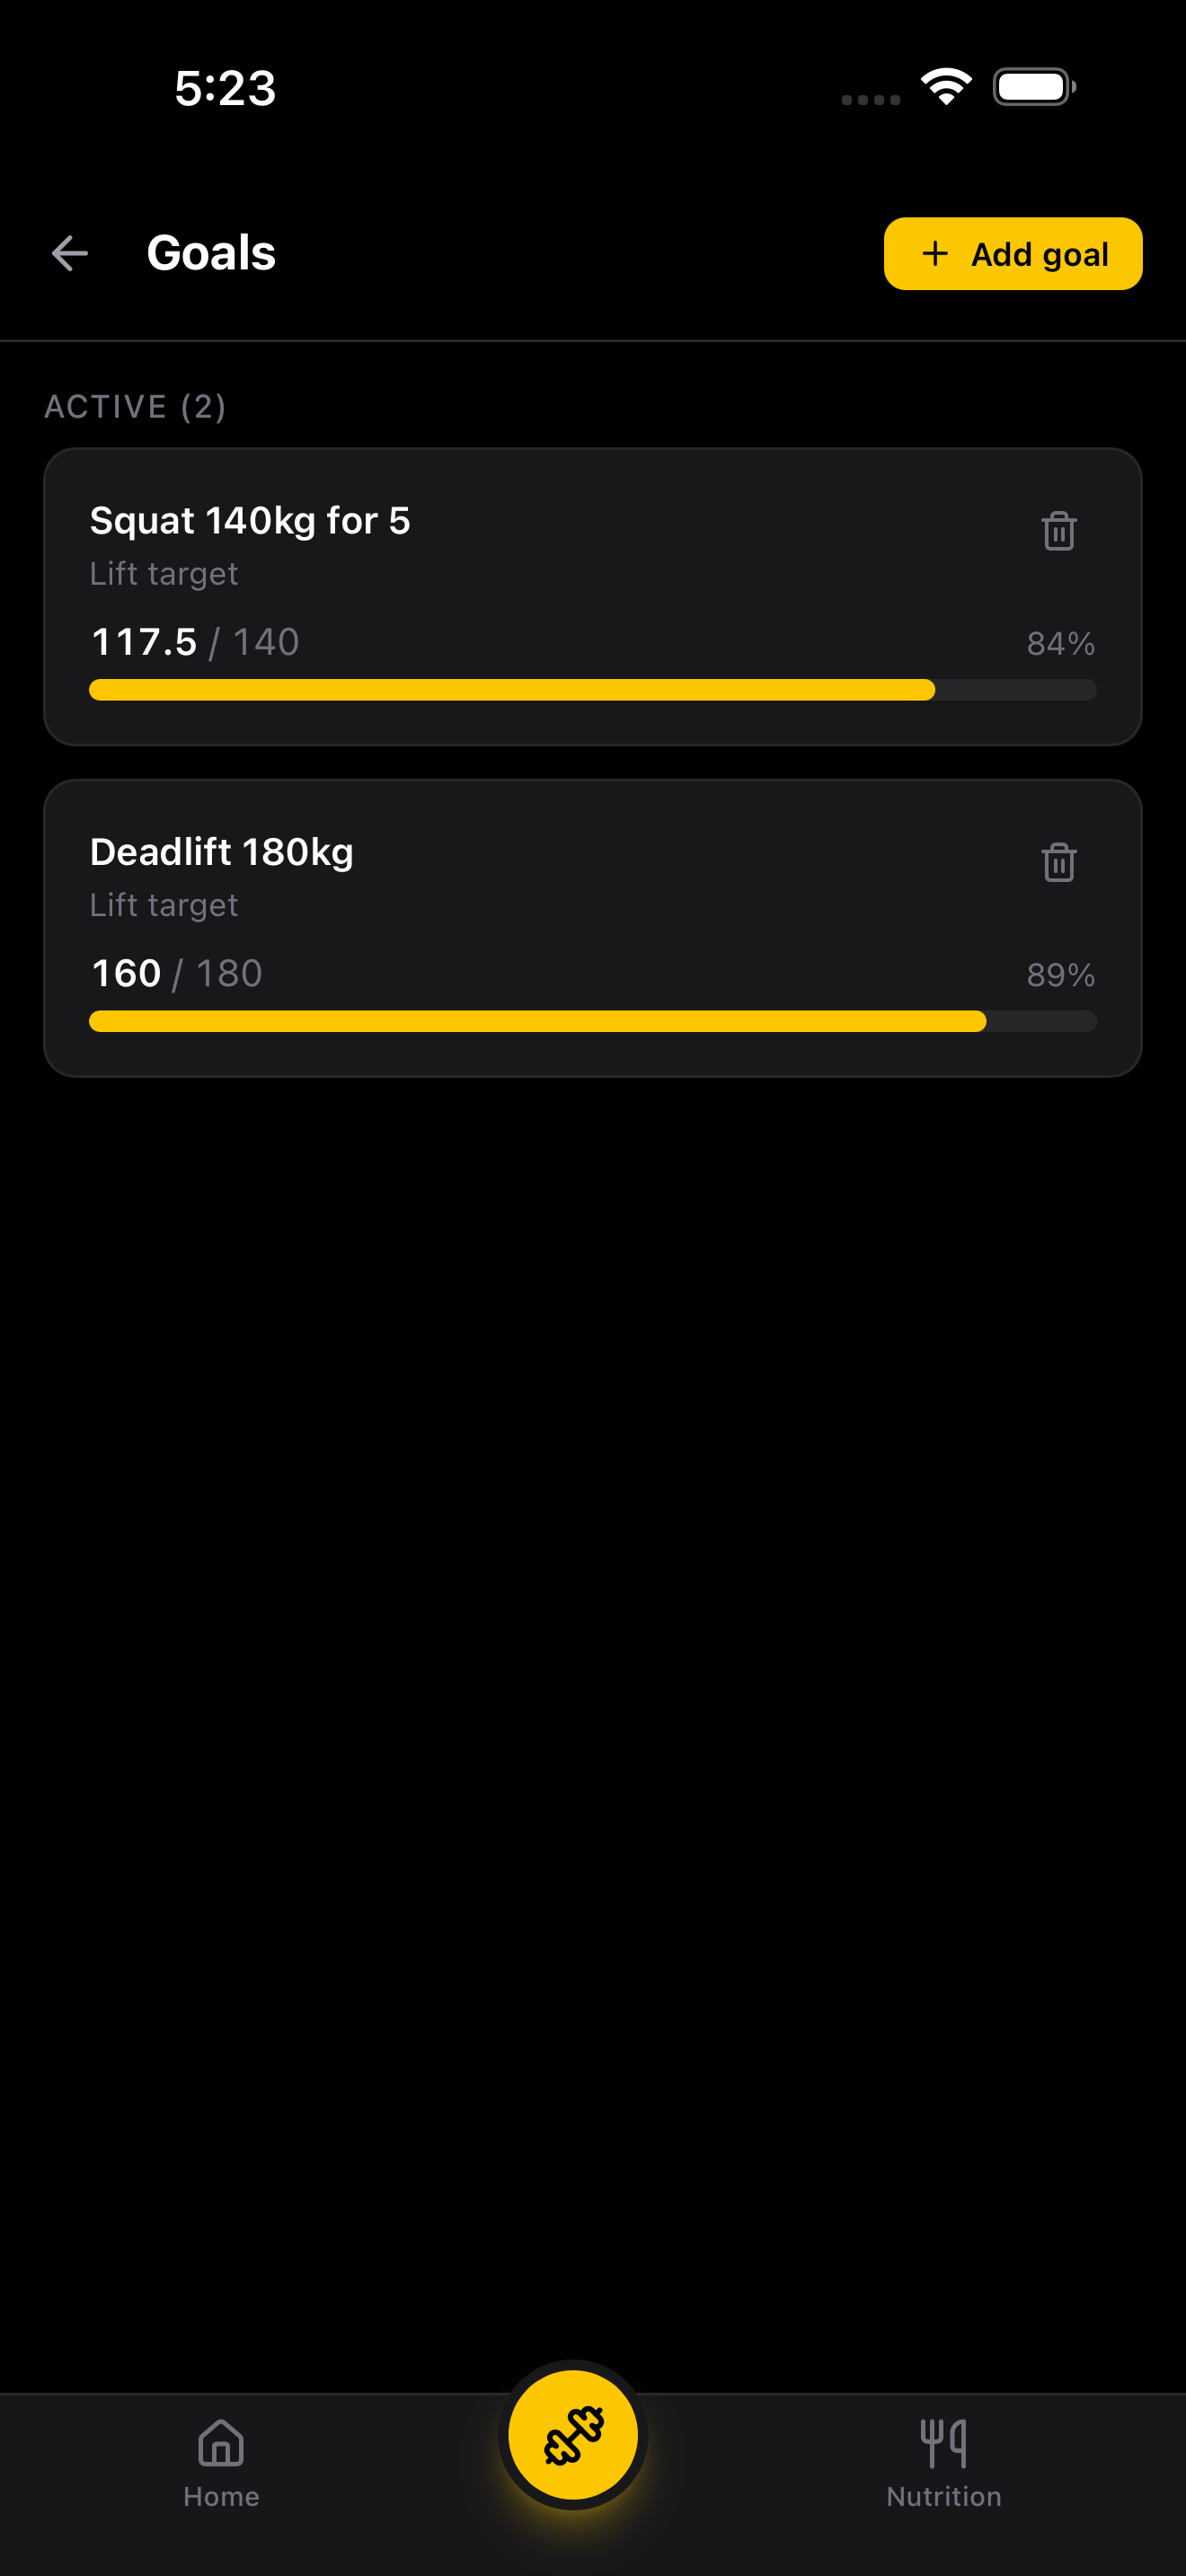 5:23
Goals
+ Add goal
ACTIVE (2)
Squat 140kg for 5
Lift target
117.5 / 140
84%
Deadlift 180kg
Lift target
160 / 180
89%
Home
Nutrition